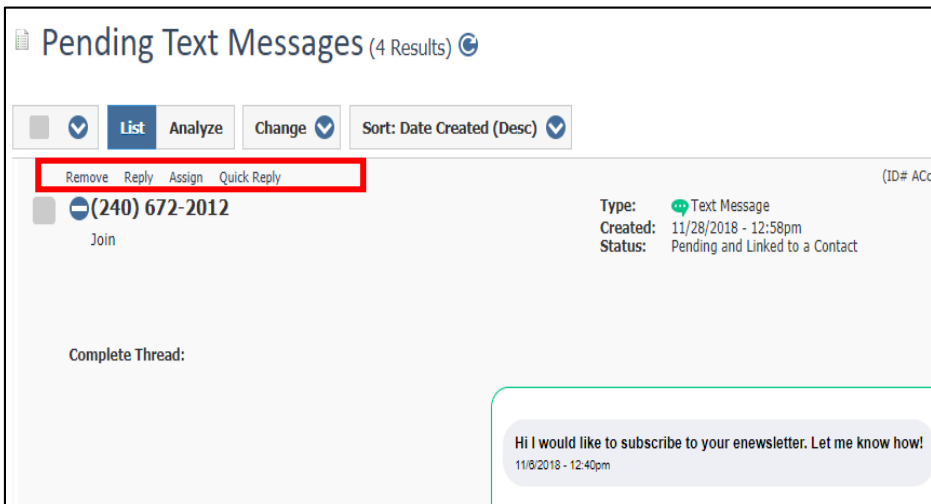 Pending Text Messages (4 Results)
List Analyze Change Sort: Date Created (Desc)
Remove Reply Assign Quick Reply (ID# ACc
(240) 672-2012
Join
Type: Text Message
Created: 11/28/2018 - 12:58pm
Status: Pending and Linked to a Contact
Complete Thread:
Hi I would like to subscribe to your enewsletter. Let me know how!
11/6/2018 - 12:40pm